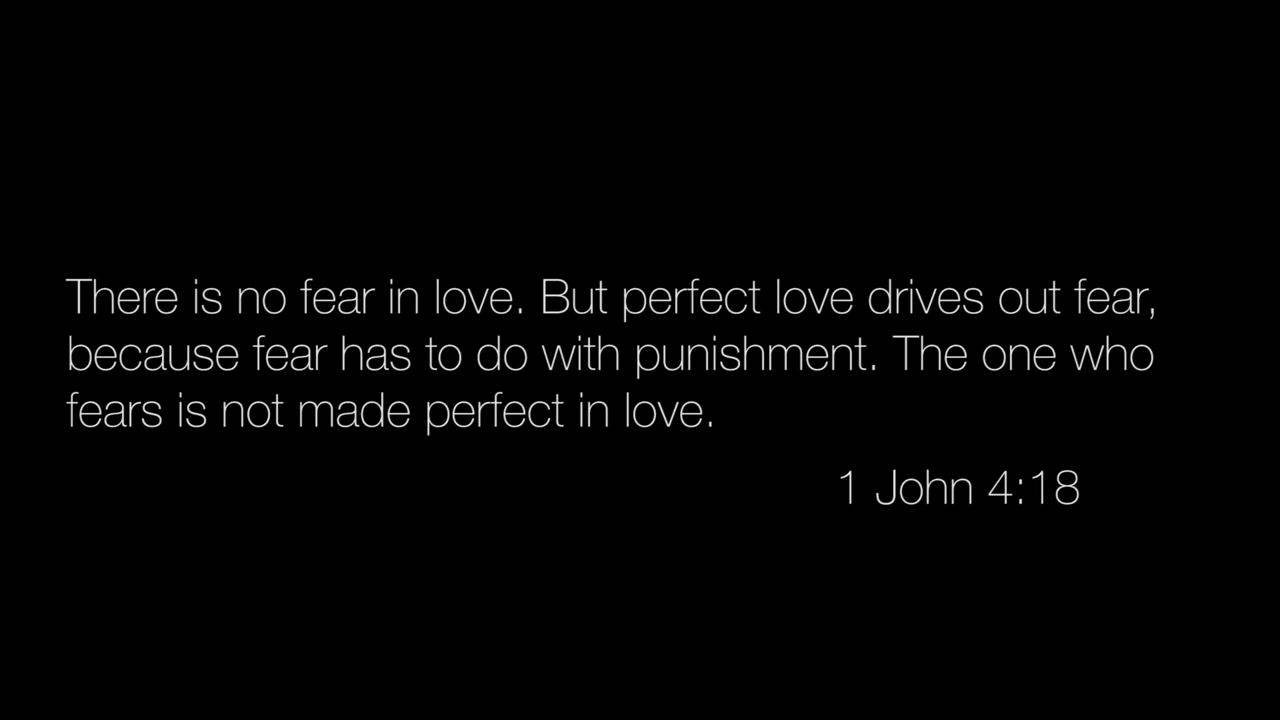 There is no fear in love. But perfect love drives out fear,
because fear has to do with punishment. The one who
fears is not made perfect in love.
1 John 4:18